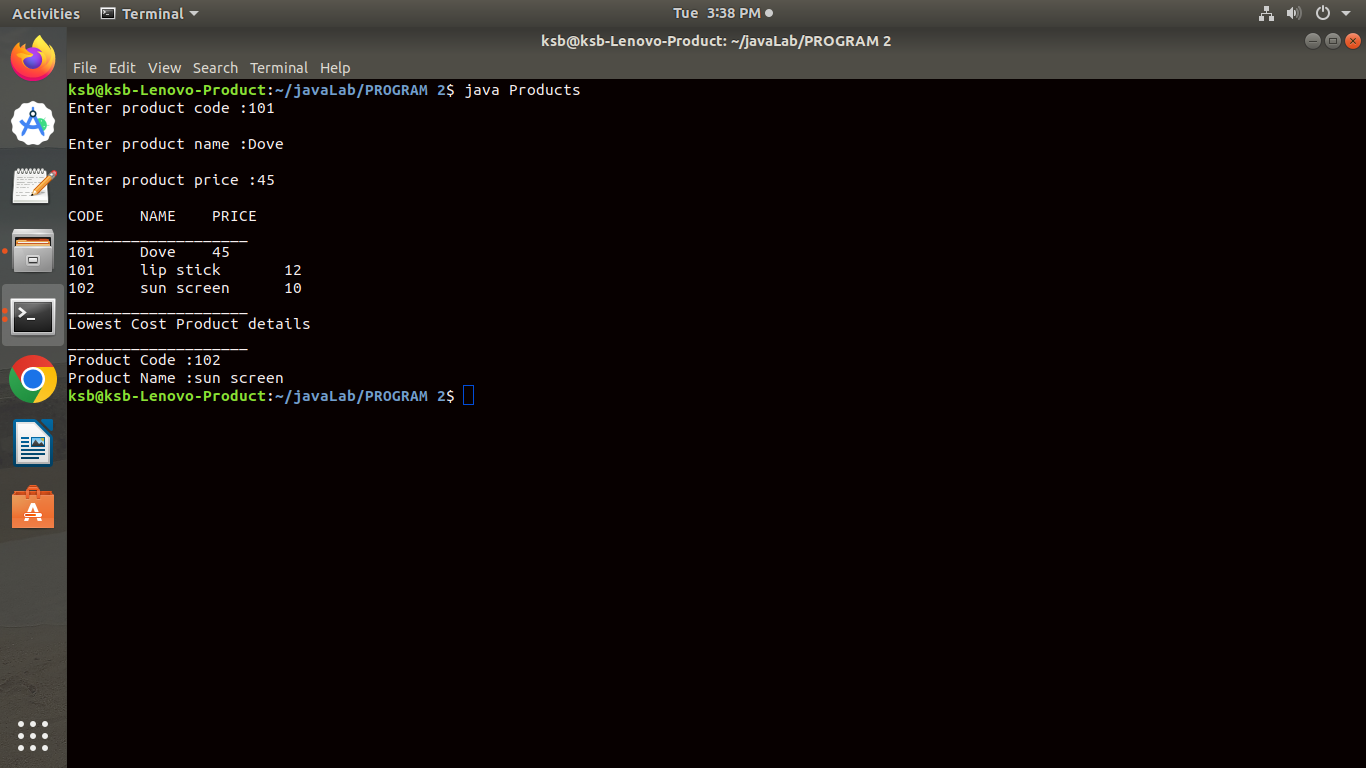 Activities Terminal Tue 3:38 PM
ksb@ksb-Lenovo-Product: ~/javaLab/PROGRAM 2
File Edit View Search Terminal Help
ksb@ksb-Lenovo-Product:~/javaLab/PROGRAM 2$ java Products
Enter product code :101
Enter product name :Dove
Enter product price :45
CODE    NAME    PRICE
____________________
101     Dove    45
101     lip stick       12
102     sun screen      10
____________________
Lowest Cost Product details
____________________
Product Code :102
Product Name :sun screen
ksb@ksb-Lenovo-Product:~/javaLab/PROGRAM 2$